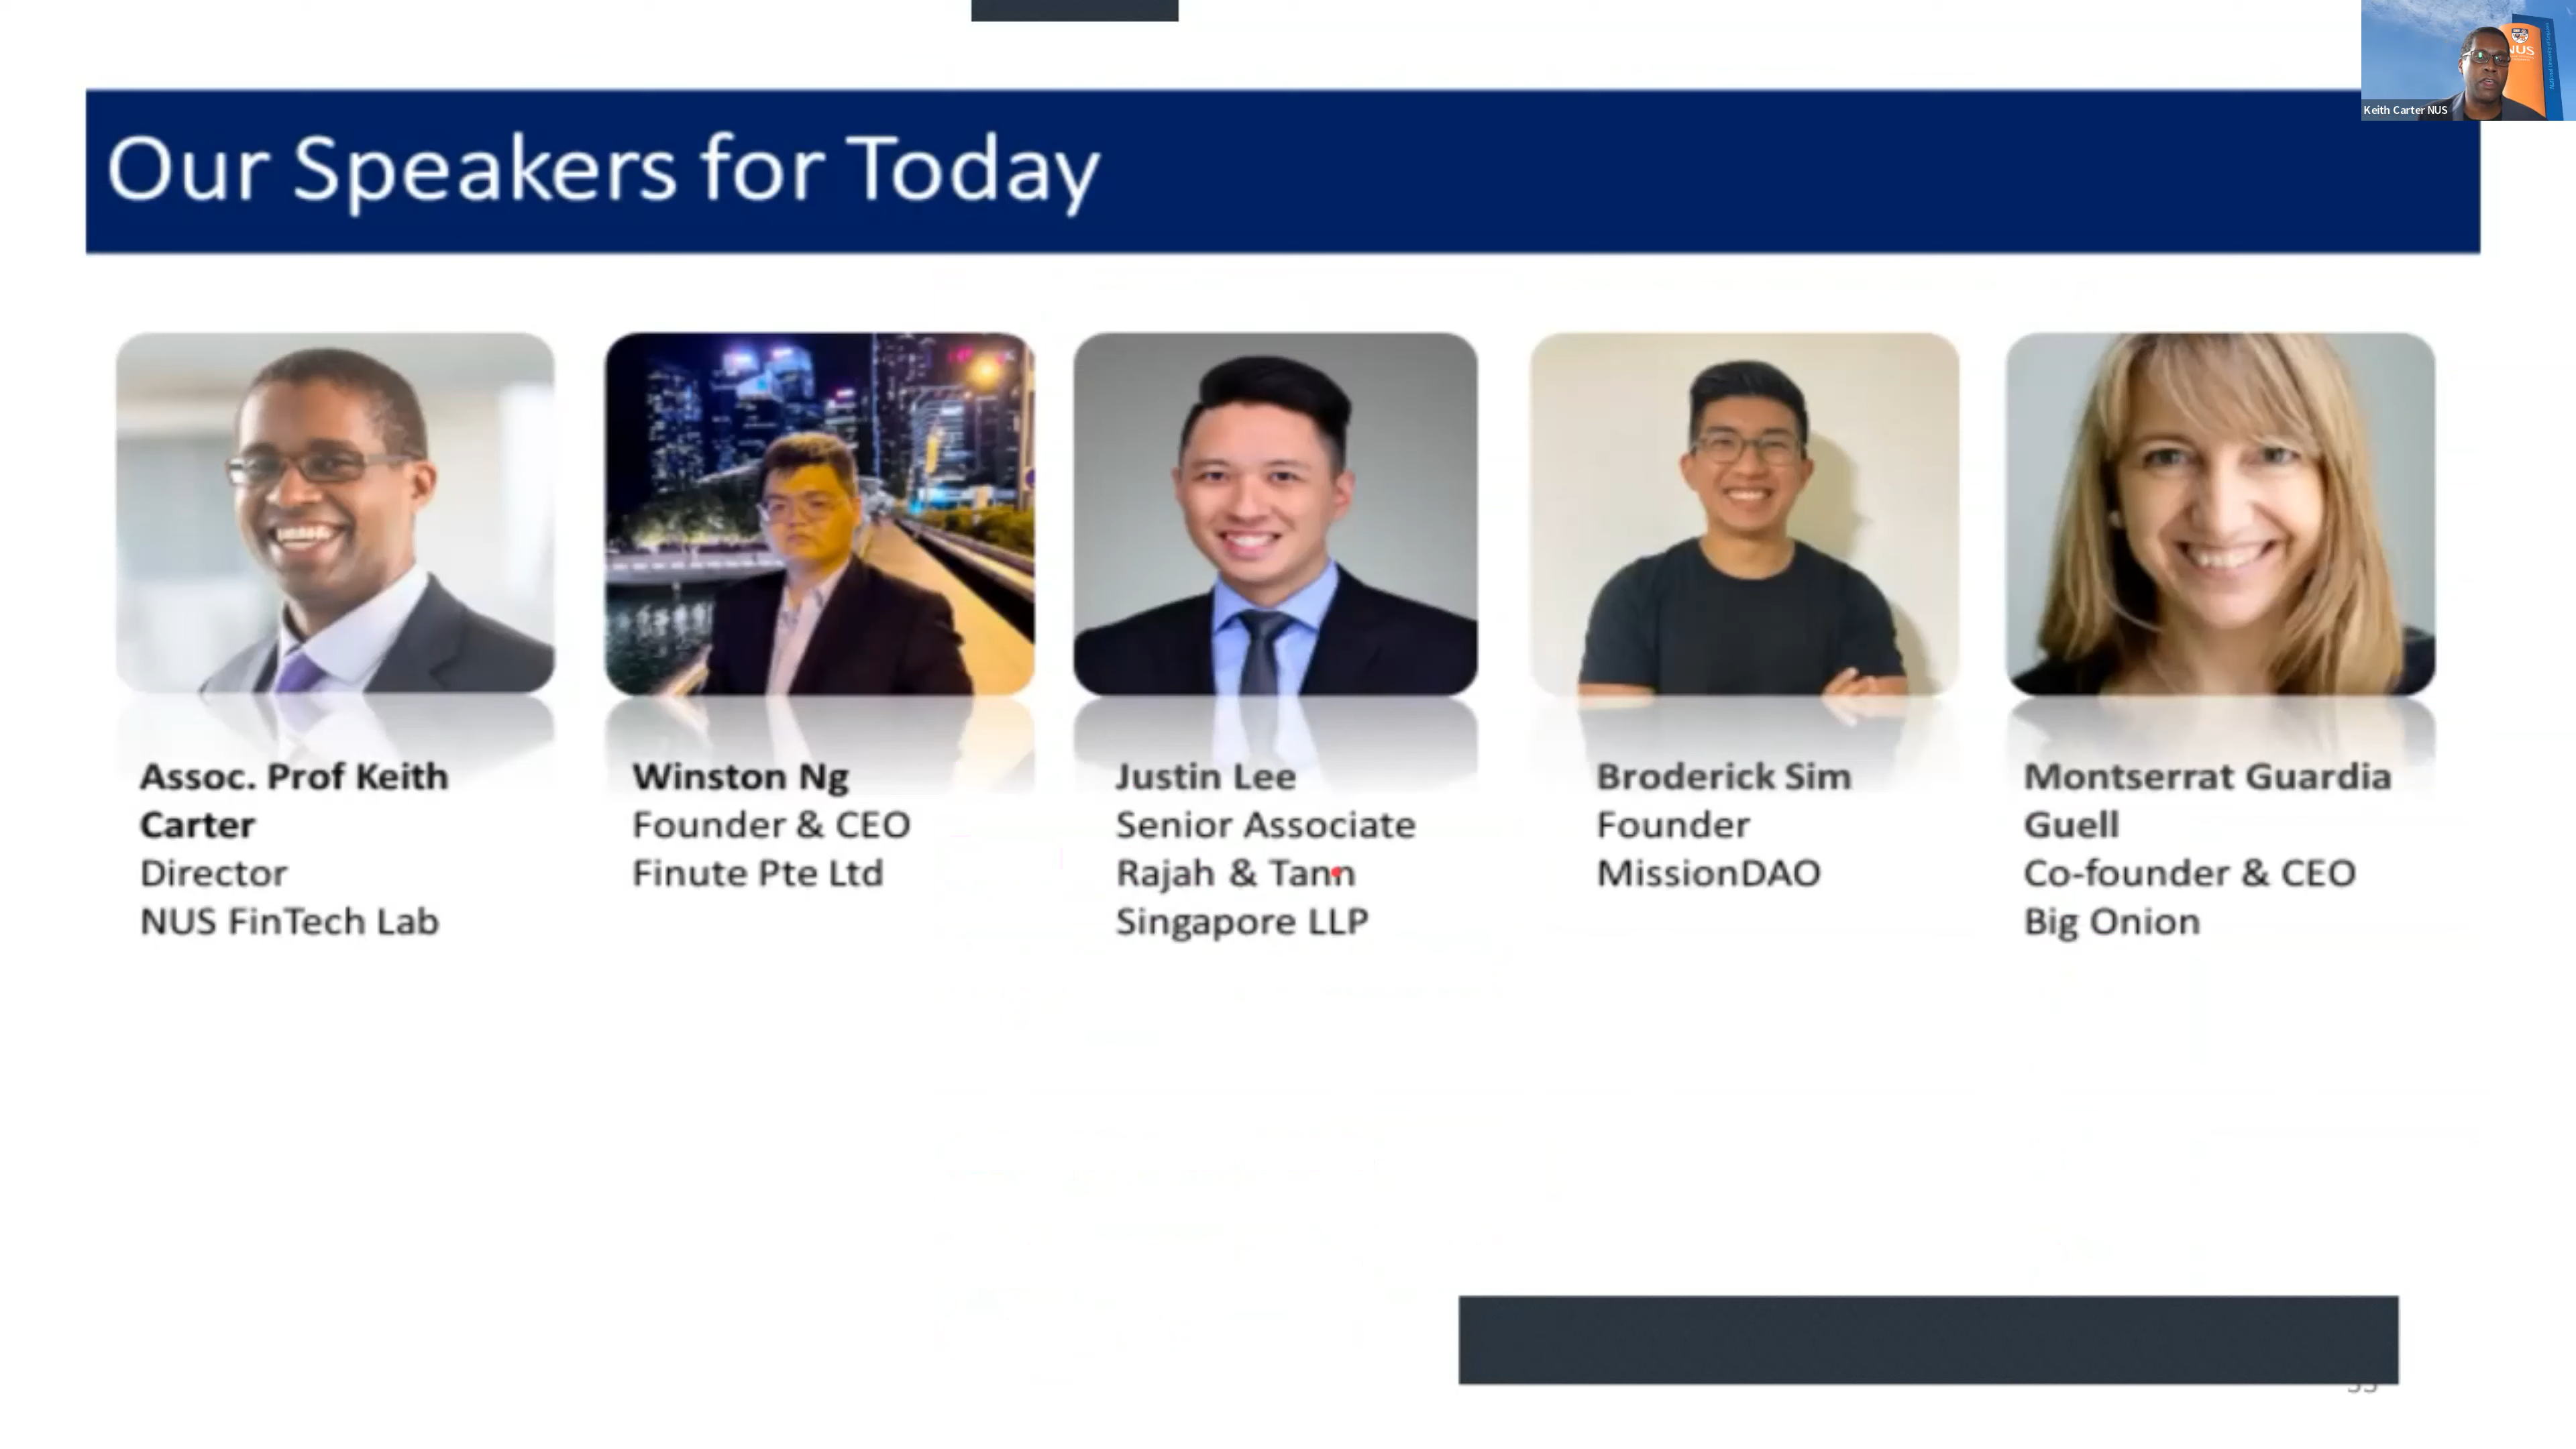 Our Speakers for Today
Keith Carter NUS
NUS
Assoc. Prof Keith
Carter
Director
NUS FinTech Lab
Winston Ng
Founder & CEO
Finute Pte Ltd
Justin Lee
Senior Associate
Rajah & Tann
Singapore LLP
Broderick Sim
Founder
MissionDAO
Montserrat Guardia
Guell
Co-founder & CEO
Big Onion